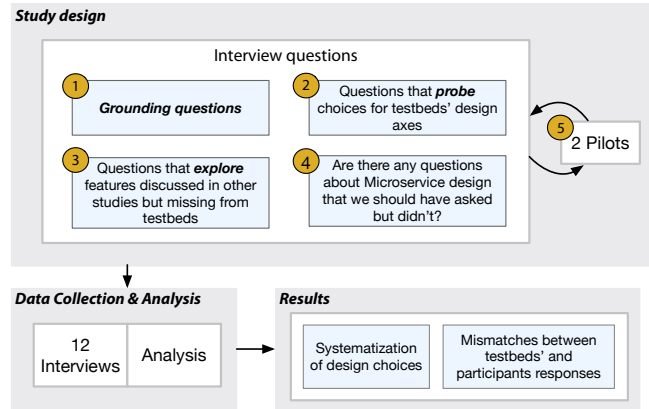 Study design
Interview questions
1
Grounding questions
2
Questions that probe
choices for testbeds' design
axes
3
Questions that explore
features discussed in other
studies but missing from
testbeds
4
Are there any questions
about Microservice design
that we should have asked
but didn't?
5
2 Pilots
Data Collection & Analysis
12
Interviews
Analysis
Results
Systematization
of design choices
Mismatches between
testbeds' and
participants responses